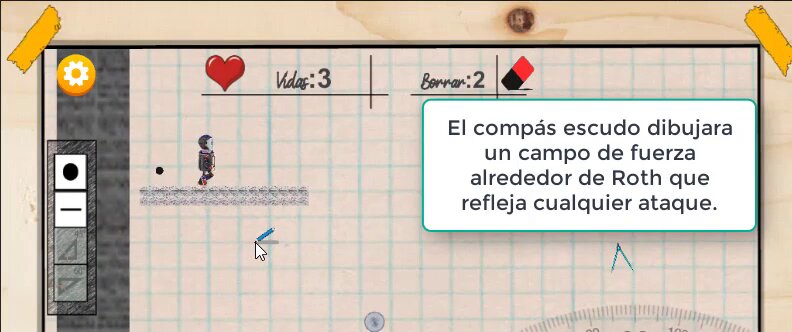 Vidas:3
Borrar:2
El compás escudo dibujara
un campo de fuerza
alrededor de Roth que
refleja cualquier ataque.